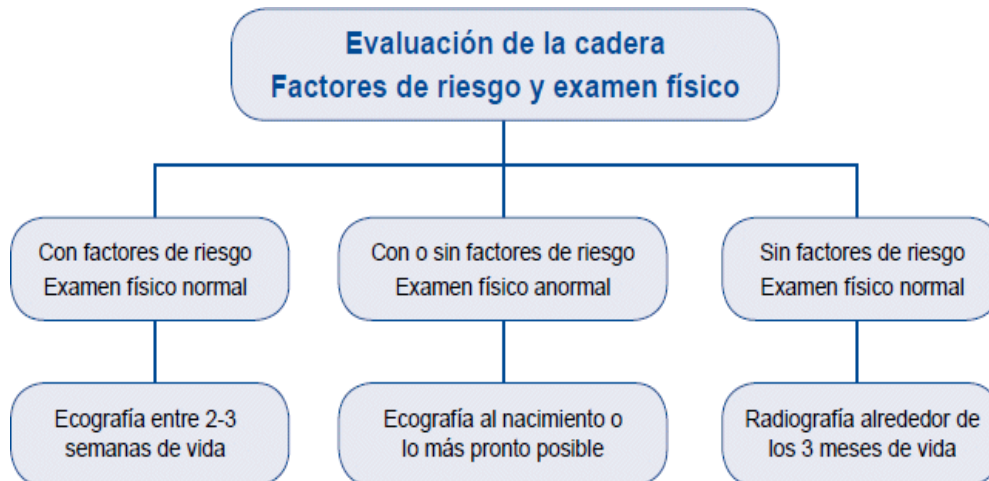 Evaluación de la cadera
Factores de riesgo y examen físico
Con factores de riesgo
Examen físico normal
Con o sin factores de riesgo
Examen físico anormal
Sin factores de riesgo
Examen físico normal
Ecografía entre 2-3
semanas de vida
Ecografía al nacimiento o
lo más pronto posible
Radiografía alrededor de
los 3 meses de vida